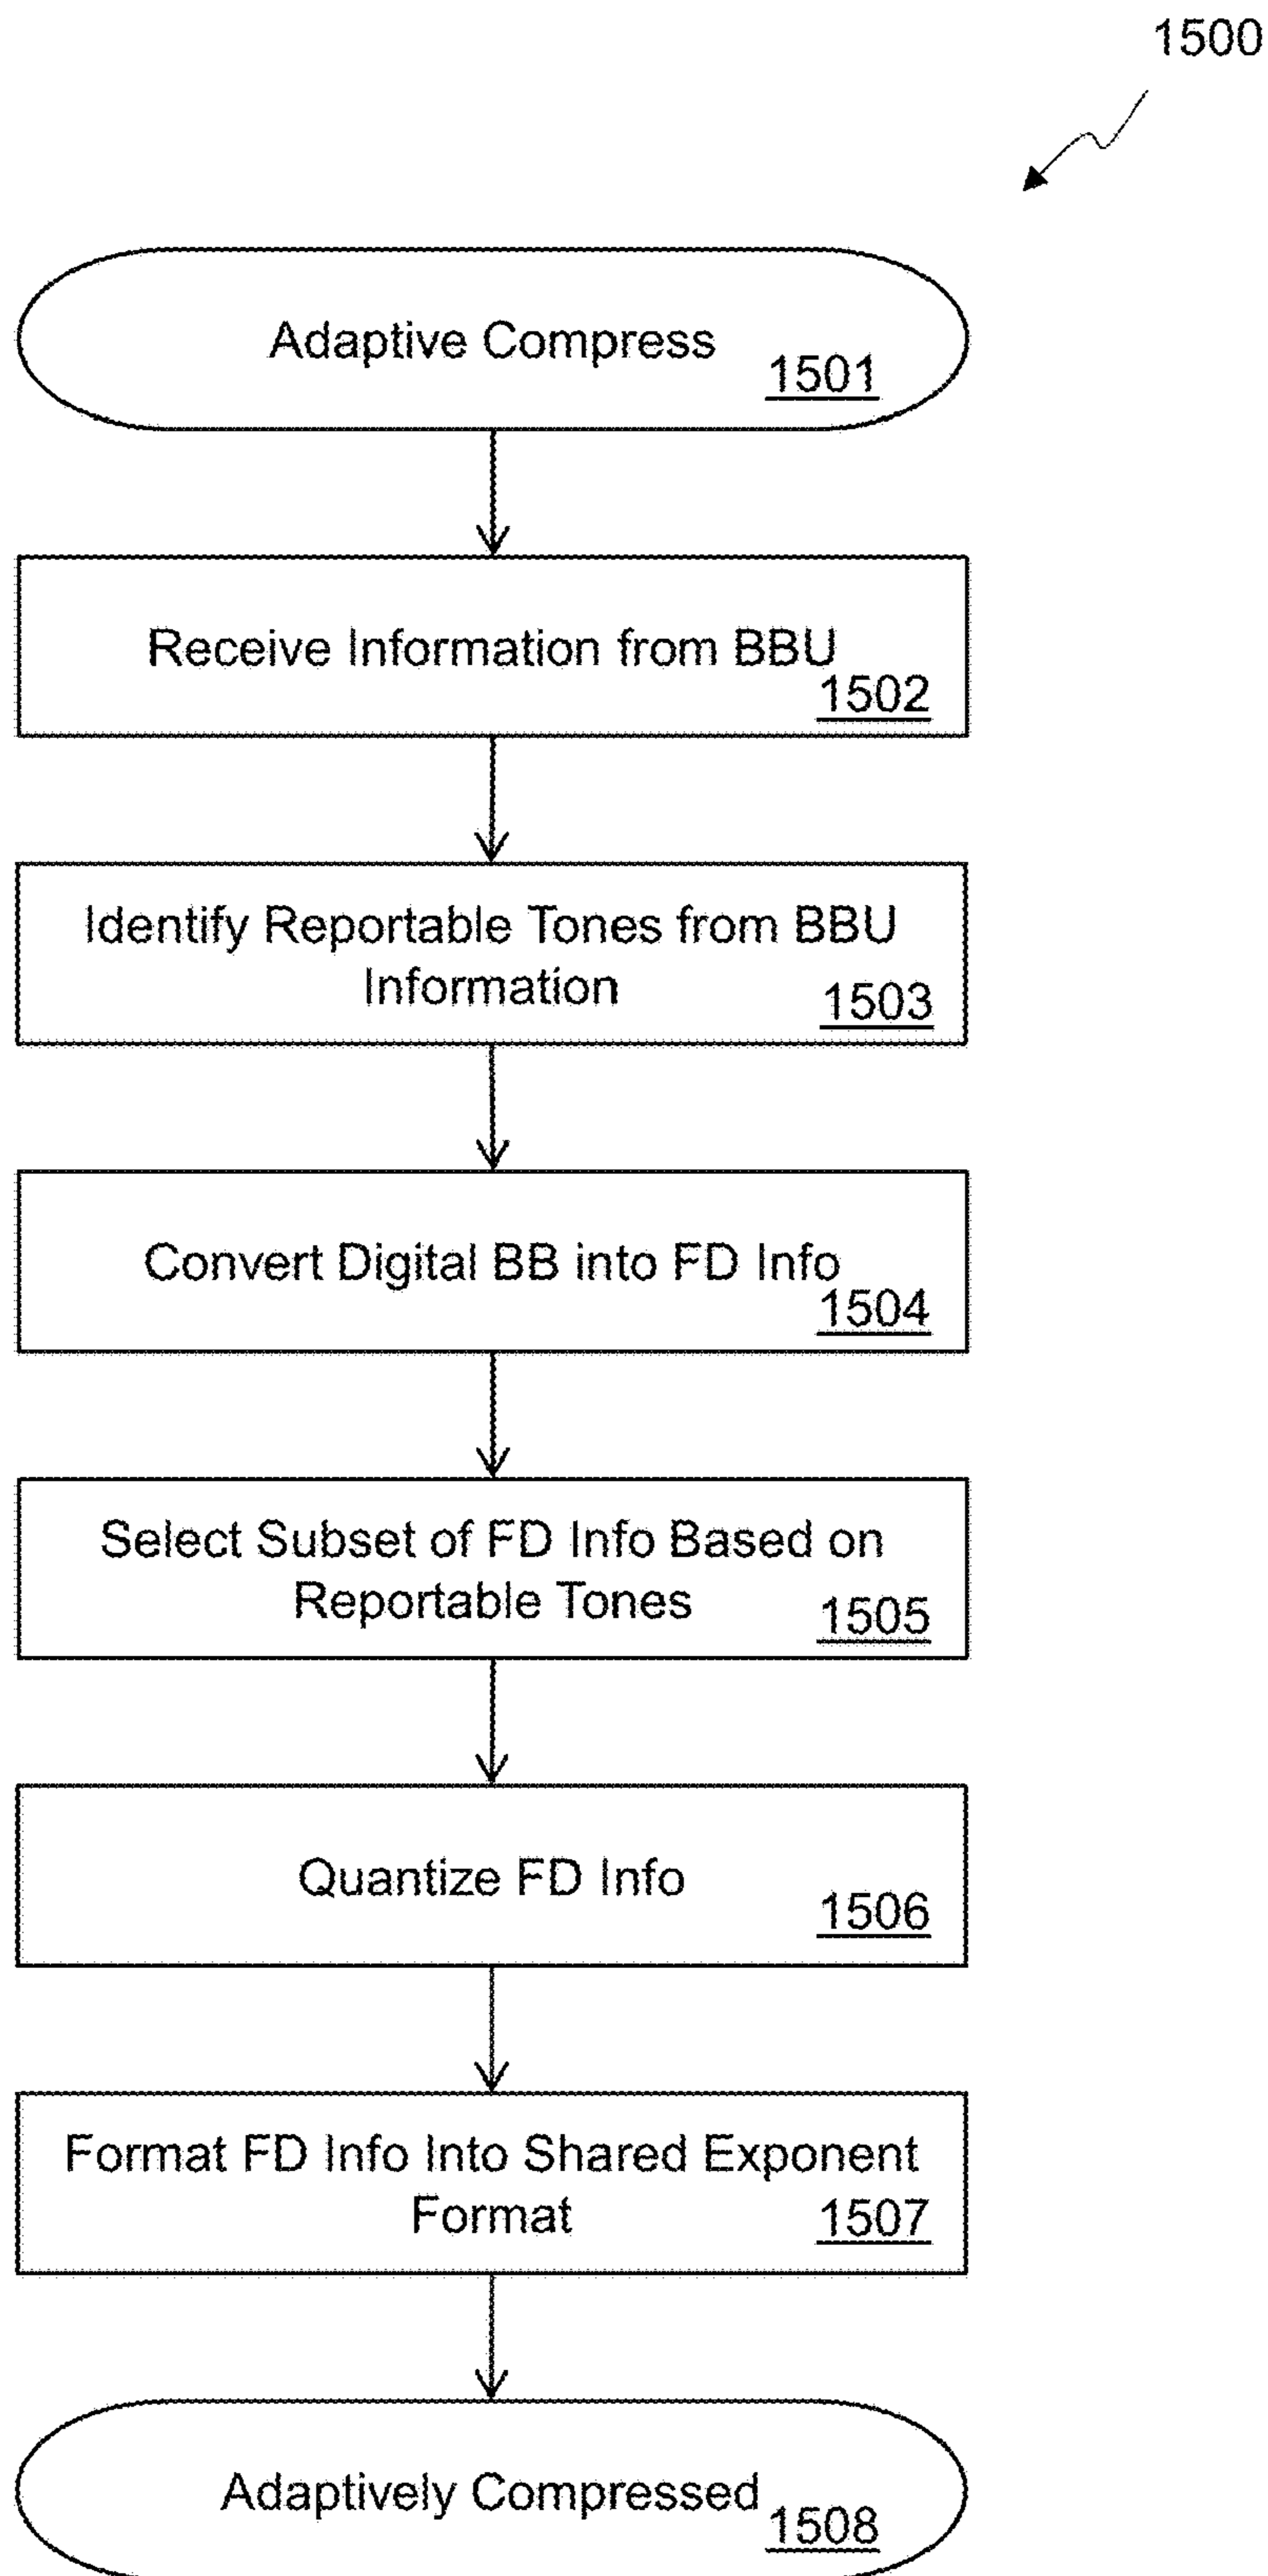 1500
Adaptive Compress
1501
Receive Information from BBU
1502
Identify Reportable Tones from BBU
Information
1503
Convert Digital BB into FD Info
1504
Select Subset of FD Info Based on
Reportable Tones
1505
Quantize FD Info
1506
Format FD Info Into Shared Exponent
Format
1507
Adaptively Compressed
1508